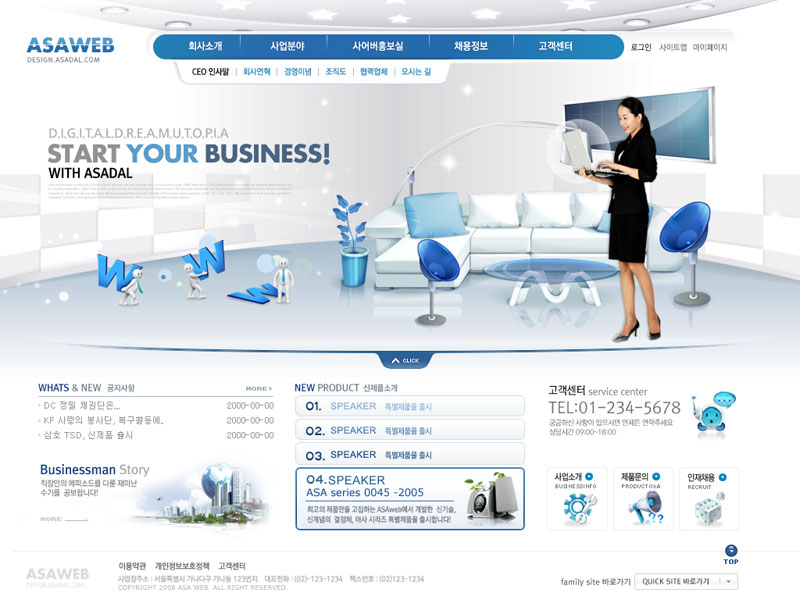 ASAWEB
DESIGN.ASADAL.COM
회사소개 사업분야 사이버홍보실 채용정보 고객센터
로그인 사이트맵 마이페이지
CEO 인사말 | 회사연혁 | 경영이념 | 조직도 | 협력업체 | 오시는 길
D.I.G.I.T.A.L.D.R.E.A.M.U.T.O.P.I.A
START YOUR BUSINESS!
WITH ASADAL
W W W
CLICK
WHATS & NEW 공지사항
MORE
· DC 정밀 채권단은...
2000-00-00
· KF 사랑의 봉사단, 복구활동에..
2000-00-00
· 삼호 TSD, 신제품 출시
2000-00-00
Businessman Story
직장인의 에피소드를 다룬 재미난
수기를 공보합니다!
MORE
NEW PRODUCT 신제품소개
01. SPEAKER 특별제품을 출시
02. SPEAKER 특별제품을 출시
03. SPEAKER 특별제품을 출시
04. SPEAKER
ASA series 0045 -2005
최고의 제품만을 고집하는 ASAweb에서 개발한 신기술,
신개념의 결정체, 아사 시리즈 특별제품을 출시합니다!
고객센터 service center
TEL:01-234-5678
궁금하신 사항이 있으시면 언제든 연락주세요
상담시간 09:00~18:00
사업소개
BUSINESS INFO
제품문의
PRODUCT Q&A
인재채용
RECRUIT
TOP
ASAWEB
DESIGN.ASADAL.COM
이용약관 개인정보보호정책 고객센터
사업장주소 : 서울특별시 가나다구 가나동 123번지 대표전화 : (02)-123-1234 팩스번호 : (02)123-1234
COPYRIGHT 2008 ASA WEB ALL RIGHT RESERVED.
family site 바로가기
QUICK SITE 바로가기